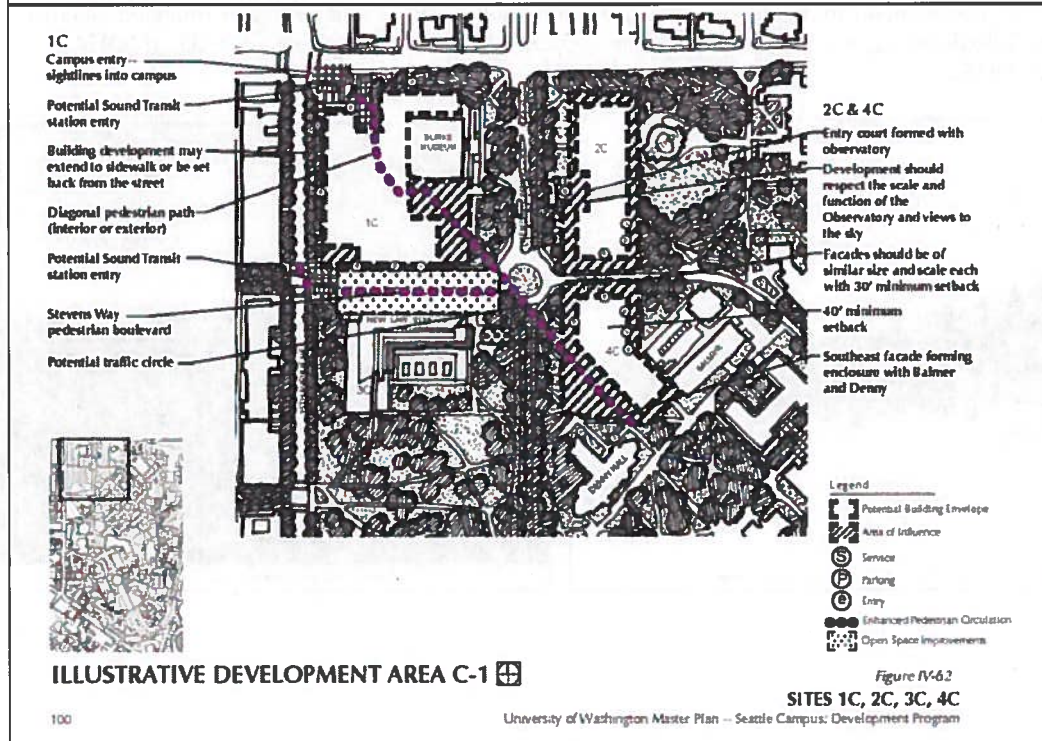 1C
Campus entry--
sightlines into campus
Potential Sound Transit
station entry
Building development may
extend to sidewalk or be set
back from the street
Diagonal pedestrian path
(interior or exterior)
Potential Sound Transit
station entry
Stevens Way
pedestrian boulevard
Potential traffic circle
BURKE
MUSEUM
1C
2C
4C
NEW LAW
3C
DENNY HALL
2C & 4C
Entry court formed with
observatory
Development should
respect the scale and
function of the
Observatory and views to
the sky
Facades should be of
similar size and scale each
with 30' minimum setback
40' minimum
setback
Southeast facade forming
enclosure with Balmer
and Denny
Legend
Potential Building Envelope
Area of Influence
S Service
P Parking
e Entry
Enhanced Pedestrian Circulation
Open Space Improvements
ILLUSTRATIVE DEVELOPMENT AREA C-1
Figure IV-62
SITES 1C, 2C, 3C, 4C
100
University of Washington Master Plan -- Seattle Campus: Development Program